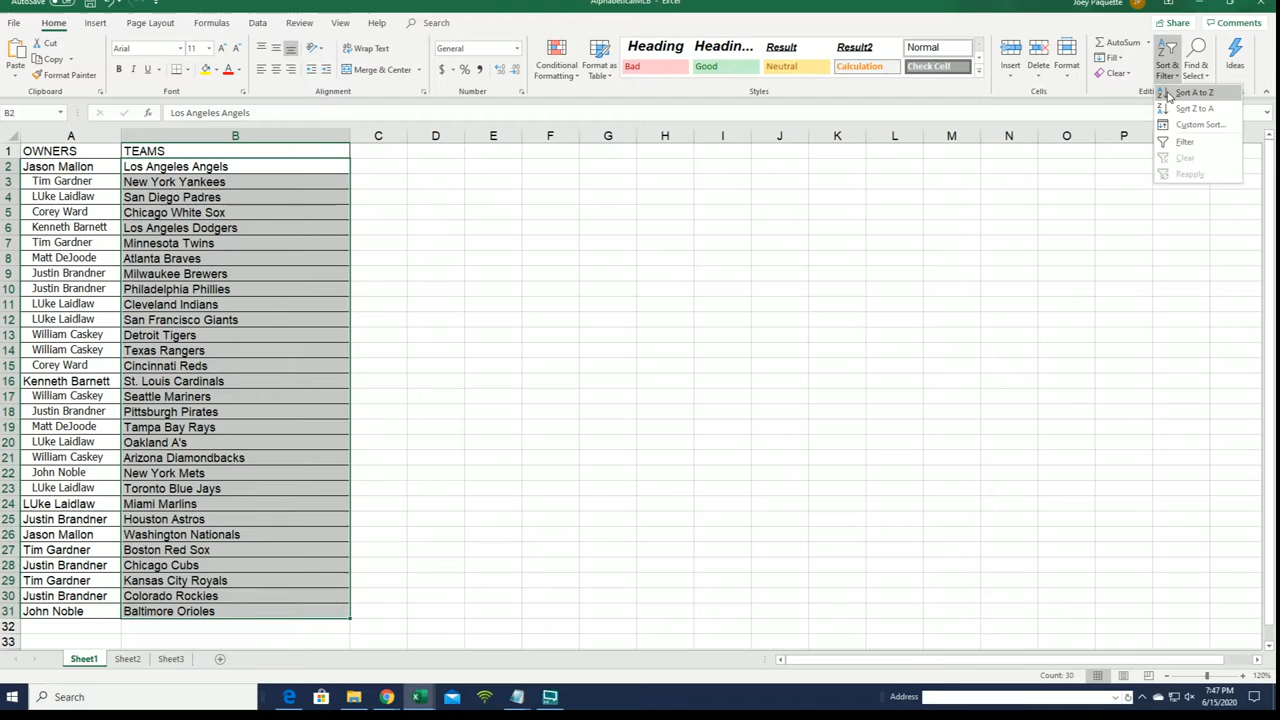 AutoSave
AlphabeticalMLB - Excel
Joey Paquette
JP
File Home Insert Page Layout Formulas Data Review View Help Search
Share Comments
Paste
Cut
Copy
Format Painter
Clipboard
Arial 11
B I U
Font
Wrap Text
Merge & Center
Alignment
General
$ % ,
Number
Conditional Formatting
Format as Table
Heading Headin... Result Result2 Normal
Bad Good Neutral Calculation Check Cell
Styles
Insert Delete Format
Cells
AutoSum
Fill
Clear
Sort & Filter
Find & Select
Ideas
Sort A to Z
Sort Z to A
Custom Sort...
Filter
Clear
Reapply
B2 fx Los Angeles Angels
A B C D E F G H I J K L M N O P
1 OWNERS TEAMS
2 Jason Mallon Los Angeles Angels
3 Tim Gardner New York Yankees
4 LUke Laidlaw San Diego Padres
5 Corey Ward Chicago White Sox
6 Kenneth Barnett Los Angeles Dodgers
7 Tim Gardner Minnesota Twins
8 Matt DeJoode Atlanta Braves
9 Justin Brandner Milwaukee Brewers
10 Justin Brandner Philadelphia Phillies
11 LUke Laidlaw Cleveland Indians
12 LUke Laidlaw San Francisco Giants
13 William Caskey Detroit Tigers
14 William Caskey Texas Rangers
15 Corey Ward Cincinnati Reds
16 Kenneth Barnett St. Louis Cardinals
17 William Caskey Seattle Mariners
18 Justin Brandner Pittsburgh Pirates
19 Matt DeJoode Tampa Bay Rays
20 LUke Laidlaw Oakland A's
21 William Caskey Arizona Diamondbacks
22 John Noble New York Mets
23 LUke Laidlaw Toronto Blue Jays
24 LUke Laidlaw Miami Marlins
25 Justin Brandner Houston Astros
26 Jason Mallon Washington Nationals
27 Tim Gardner Boston Red Sox
28 Justin Brandner Chicago Cubs
29 Tim Gardner Kansas City Royals
30 Justin Brandner Colorado Rockies
31 John Noble Baltimore Orioles
32
33
Sheet1 Sheet2 Sheet3
Count: 30
120%
Search
Address
7:47 PM
6/15/2020